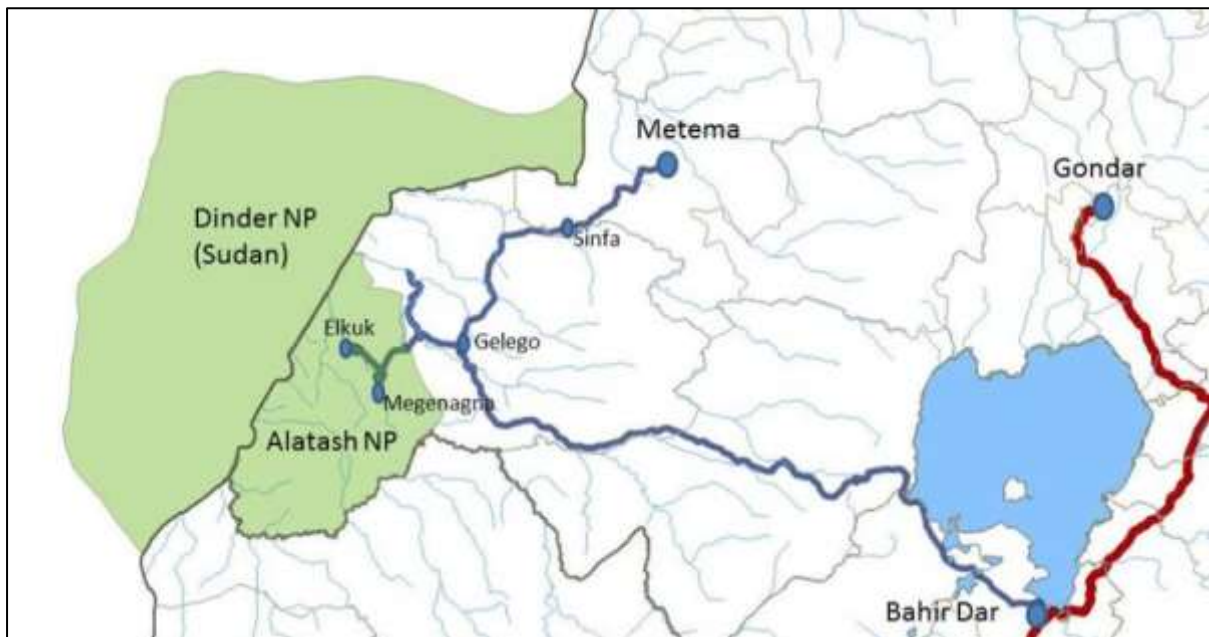 Metema
Gondar
Dinder NP
(Sudan)
Sinfa
Elkuk
Gelego
Megenagna
Alatash NP
Bahir Dar